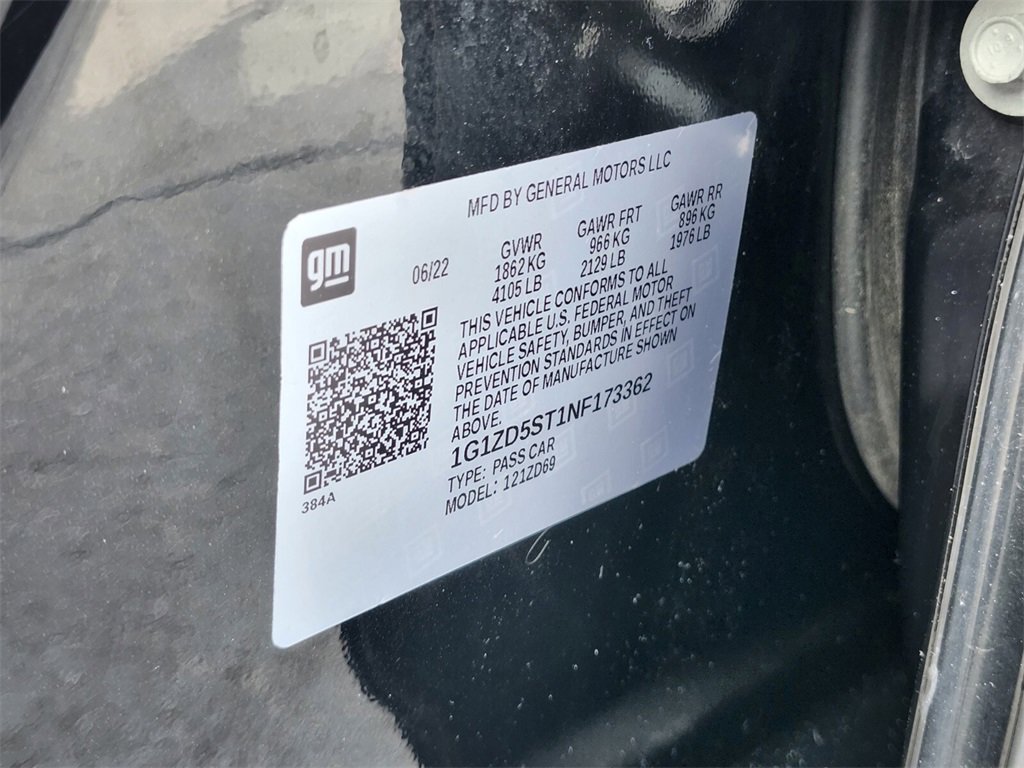 MFD BY GENERAL MOTORS LLC
gm
06/22
GVWR GAWR FRT GAWR RR
1862 KG 966 KG 896 KG
4105 LB 2129 LB 1976 LB
THIS VEHICLE CONFORMS TO ALL
APPLICABLE U.S. FEDERAL MOTOR
VEHICLE SAFETY, BUMPER, AND THEFT
PREVENTION STANDARDS IN EFFECT ON
THE DATE OF MANUFACTURE SHOWN
ABOVE.
1G1ZD5ST1NF173362
TYPE: PASS CAR
MODEL: 121ZD69
384A